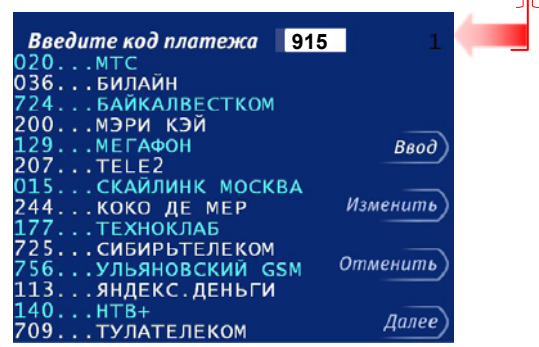 Введите код платежа 915 1
020...МТС
036...БИЛАЙН
724...БАЙКАЛВЕСТКОМ
200...МЭРИ КЭЙ
129...МЕГАФОН
Ввод
207...TELE2
015...СКАЙЛИНК МОСКВА
244...КОКО ДЕ МЕР
Изменить
177...ТЕХНОКЛАБ
725...СИБИРЬТЕЛЕКОМ
756...УЛЬЯНОВСКИЙ GSM
Отменить
113...ЯНДЕКС.ДЕНЬГИ
140...НТВ+
Далее
709...ТУЛАТЕЛЕКОМ